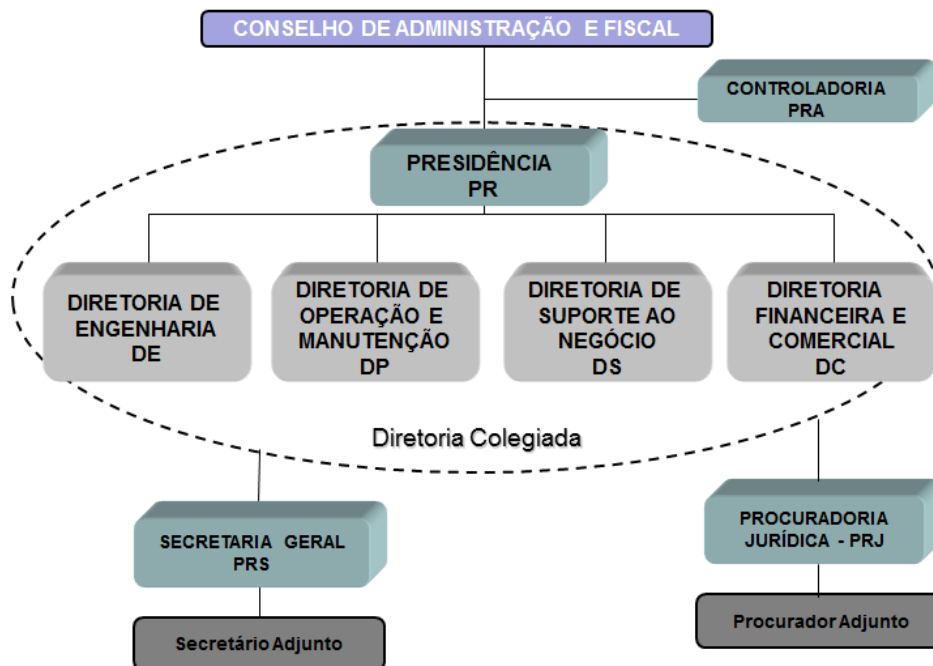 CONSELHO DE ADMINISTRAÇÃO E FISCAL
CONTROLADORIA
PRA
PRESIDÊNCIA
PR
DIRETORIA DE
ENGENHARIA
DE
DIRETORIA DE
OPERAÇÃO E
MANUTENÇÃO
DP
DIRETORIA DE
SUPORTE AO
NEGÓCIO
DS
DIRETORIA
FINANCEIRA E
COMERCIAL
DC
Diretoria Colegiada
SECRETARIA GERAL
PRS
PROCURADORIA
JURÍDICA - PRJ
Secretário Adjunto
Procurador Adjunto